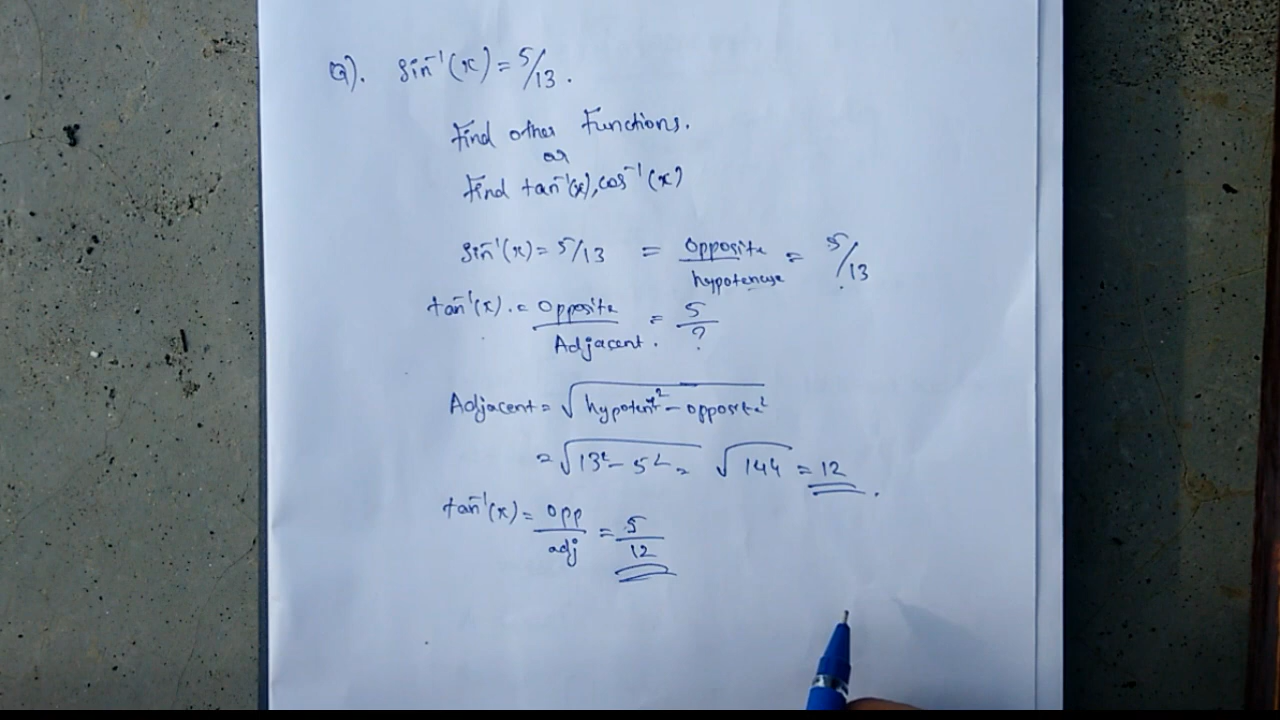 Q). sin⁻¹(x) = 5/13.
Find other Functions.
or
Find tan⁻¹(x), cos⁻¹(x)
sin⁻¹(x) = 5/13 = Opposite/hypotenuse = 5/13
tan⁻¹(x). = Opposite/Adjacent. = 5/?
Adjacent = √(hypoten² - opposite²)
= √(13² - 5²) = √144 = 12.
tan⁻¹(x) = opp/adj = 5/12